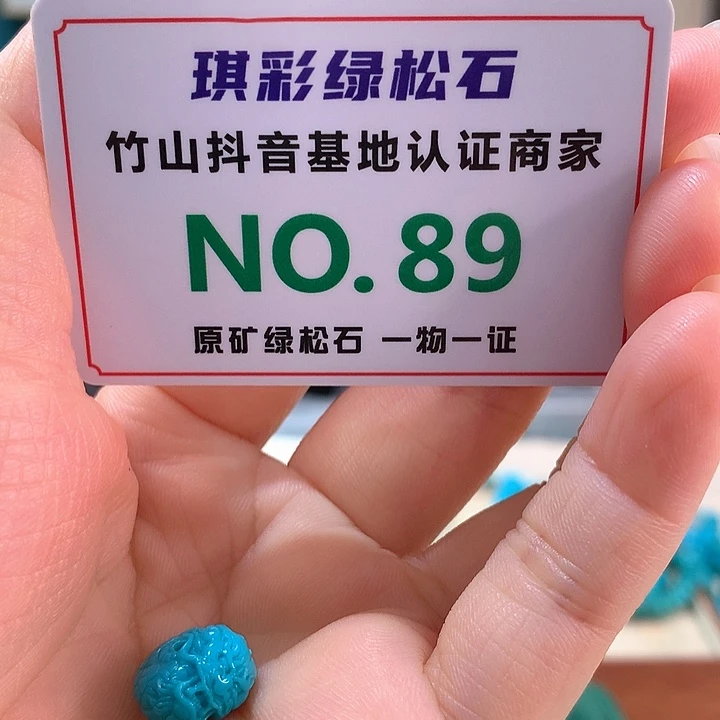 琪彩绿松石
竹山抖音基地认证商家
NO. 89
原矿绿松石 一物一证